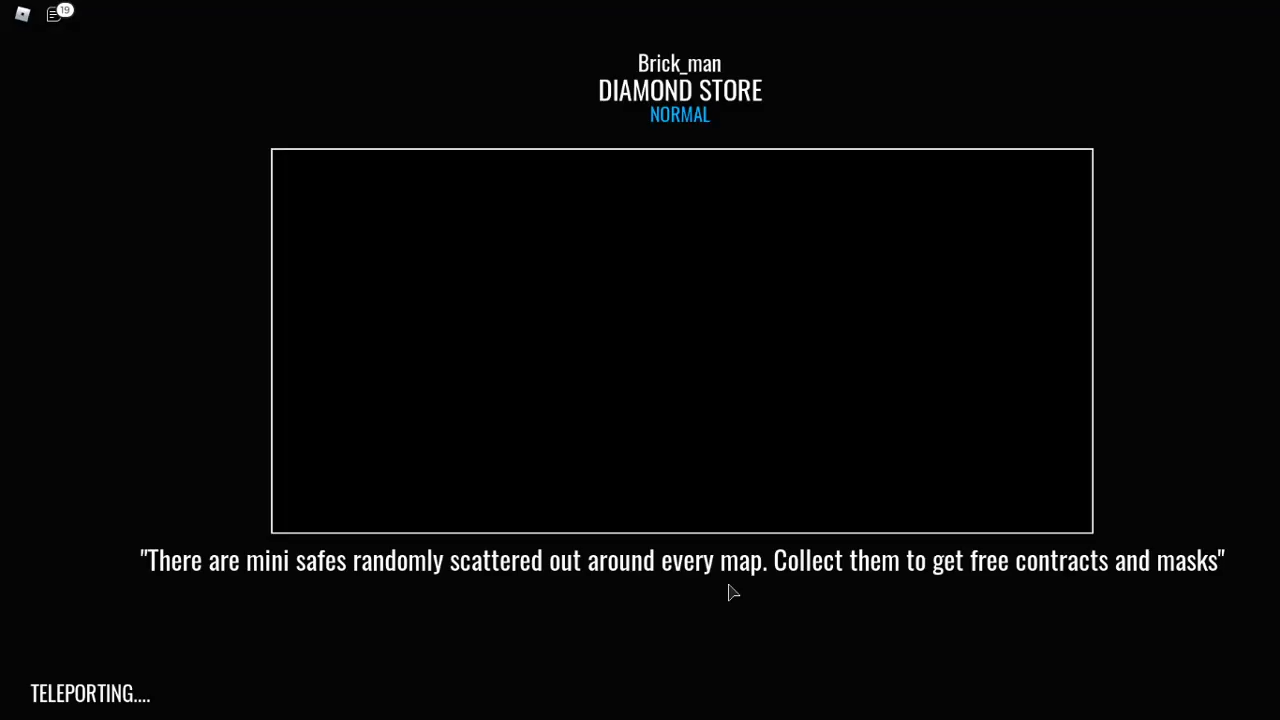 19
Brick_man
DIAMOND STORE
NORMAL
"There are mini safes randomly scattered out around every map. Collect them to get free contracts and masks"
TELEPORTING....